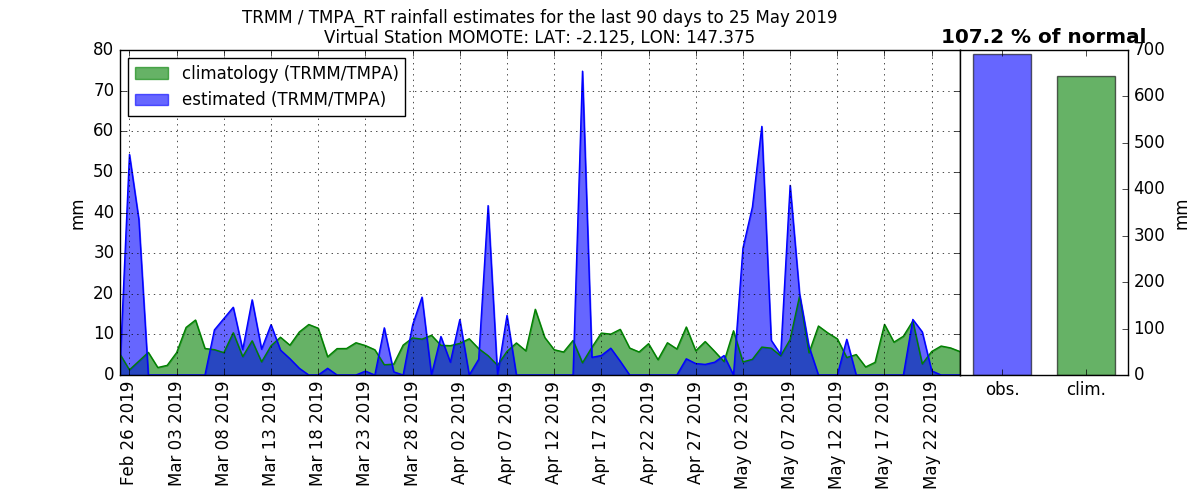 TRMM / TMPA_RT rainfall estimates for the last 90 days to 25 May 2019
Virtual Station MOMOTE: LAT: -2.125, LON: 147.375
107.2 % of normal
climatology (TRMM/TMPA)
estimated (TRMM/TMPA)
mm
80
70
60
50
40
30
20
10
0
Feb 26 2019
Mar 03 2019
Mar 08 2019
Mar 13 2019
Mar 18 2019
Mar 23 2019
Mar 28 2019
Apr 02 2019
Apr 07 2019
Apr 12 2019
Apr 17 2019
Apr 22 2019
Apr 27 2019
May 02 2019
May 07 2019
May 12 2019
May 17 2019
May 22 2019
obs.
clim.
700
600
500
400
300
200
100
0
mm